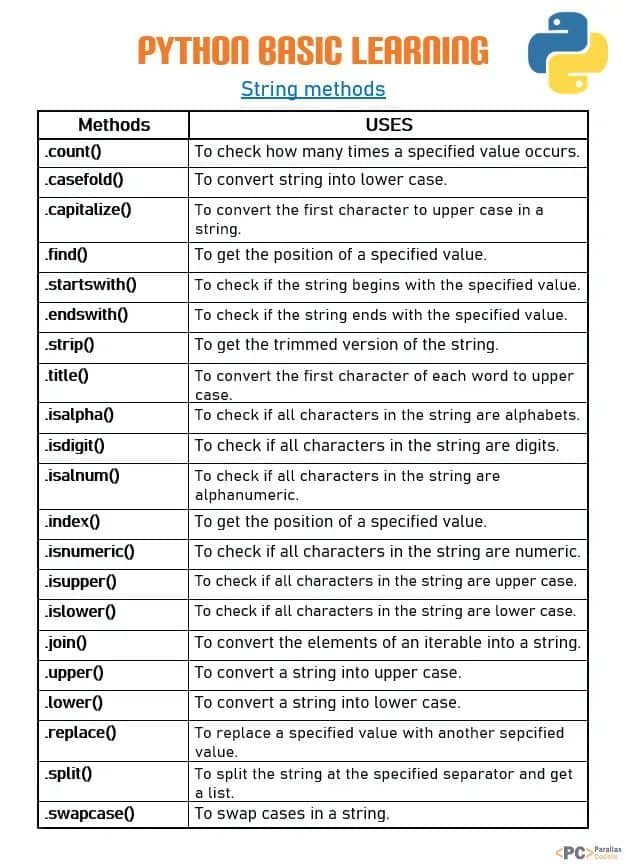 PYTHON BASIC LEARNING
String methods
Methods USES
.count() To check how many times a specified value occurs.
.casefold() To convert string into lower case.
.capitalize() To convert the first character to upper case in a
string.
.find() To get the position of a specified value.
.startswith() To check if the string begins with the specified value.
.endswith() To check if the string ends with the specified value.
.strip() To get the trimmed version of the string.
.title() To convert the first character of each word to upper
case.
.isalpha() To check if all characters in the string are alphabets.
.isdigit() To check if all characters in the string are digits.
.isalnum() To check if all characters in the string are
alphanumeric.
.index() To get the position of a specified value.
.isnumeric() To check if all characters in the string are numeric.
.isupper() To check if all characters in the string are upper case.
.islower() To check if all characters in the string are lower case.
.join() To convert the elements of an iterable into a string.
.upper() To convert a string into upper case.
.lower() To convert a string into lower case.
.replace() To replace a specified value with another sepcified
value.
.split() To split the string at the specified separator and get
a list.
.swapcase() To swap cases in a string.
<PC> Parallax